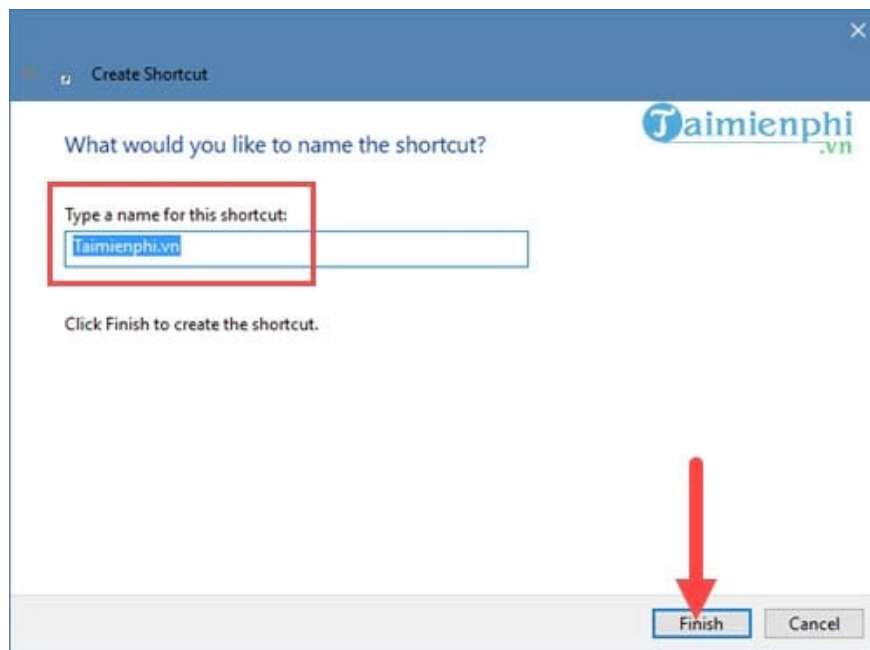 Create Shortcut
Taimienphi
.vn
What would you like to name the shortcut?
Type a name for this shortcut:
Taimienphi.vn
Click Finish to create the shortcut.
Finish
Cancel